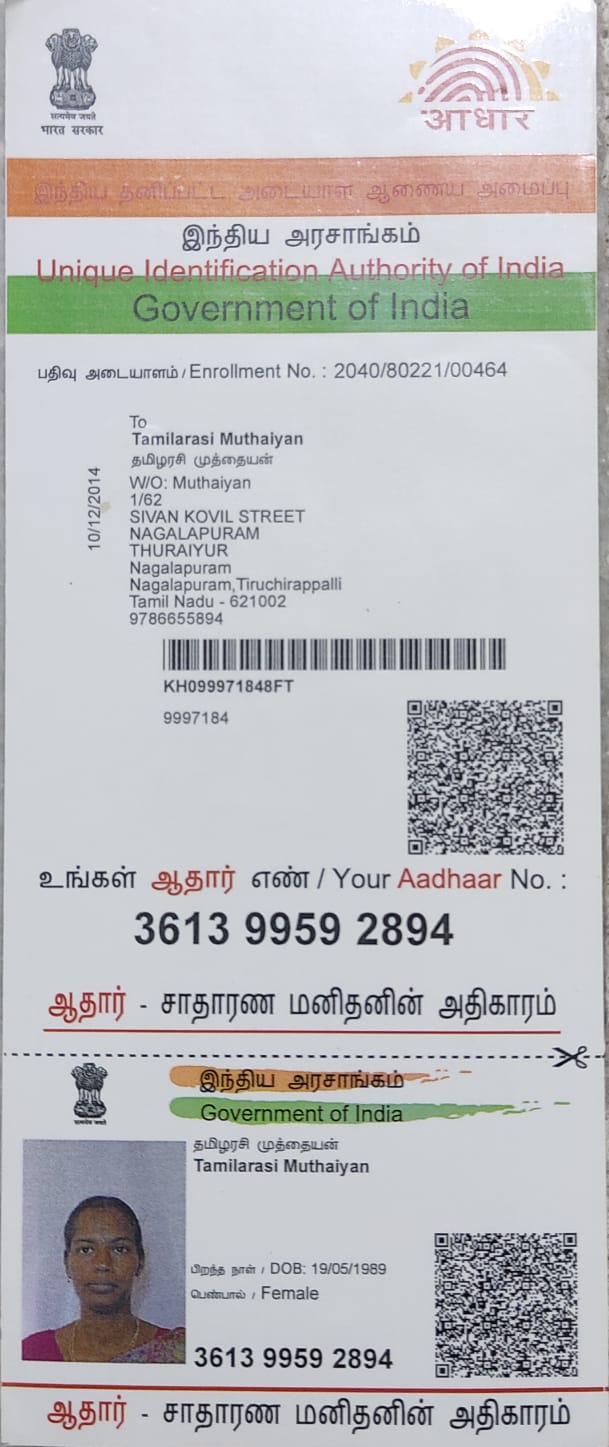 सत्यमेव जयते
भारत सरकार
आधार
இந்திய தனிப்பட்ட அடையாள ஆணைய அமைப்பு
இந்திய அரசாங்கம்
Unique Identification Authority of India
Government of India
பதிவு அடையாளம் / Enrollment No. : 2040/80221/00464
10/12/2014
To
Tamilarasi Muthaiyan
தமிழரசி முத்தையன்
W/O: Muthaiyan
1/62
SIVAN KOVIL STREET
NAGALAPURAM
THURAIYUR
Nagalapuram
Nagalapuram,Tiruchirappalli
Tamil Nadu - 621002
9786655894
KH099971848FT
9997184
உங்கள் ஆதார் எண் / Your Aadhaar No. :
3613 9959 2894
ஆதார் - சாதாரண மனிதனின் அதிகாரம்
இந்திய அரசாங்கம்
Government of India
தமிழரசி முத்தையன்
Tamilarasi Muthaiyan
பிறந்த நாள் / DOB: 19/05/1989
பெண்பால் / Female
3613 9959 2894
ஆதார் - சாதாரண மனிதனின் அதிகாரம்